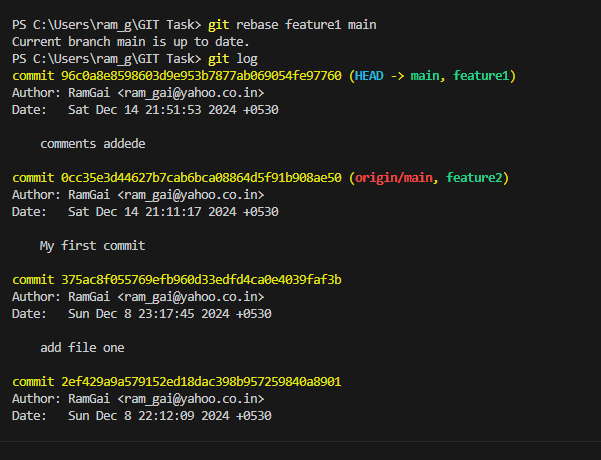 PS C:\Users\ram_g\GIT Task> git rebase feature1 main
Current branch main is up to date.
PS C:\Users\ram_g\GIT Task> git log
commit 96c0a8e8598603d9e953b7877ab069054fe97760 (HEAD -> main, feature1)
Author: RamGai <ram_gai@yahoo.co.in>
Date:   Sat Dec 14 21:51:53 2024 +0530
comments addede
commit 0cc35e3d44627b7cab6bca08864d5f91b908ae50 (origin/main, feature2)
Author: RamGai <ram_gai@yahoo.co.in>
Date:   Sat Dec 14 21:11:17 2024 +0530
My first commit
commit 375ac8f055769efb960d33edfd4ca0e4039faf3b
Author: RamGai <ram_gai@yahoo.co.in>
Date:   Sun Dec 8 23:17:45 2024 +0530
add file one
commit 2ef429a9a579152ed18dac398b957259840a8901
Author: RamGai <ram_gai@yahoo.co.in>
Date:   Sun Dec 8 22:12:09 2024 +0530